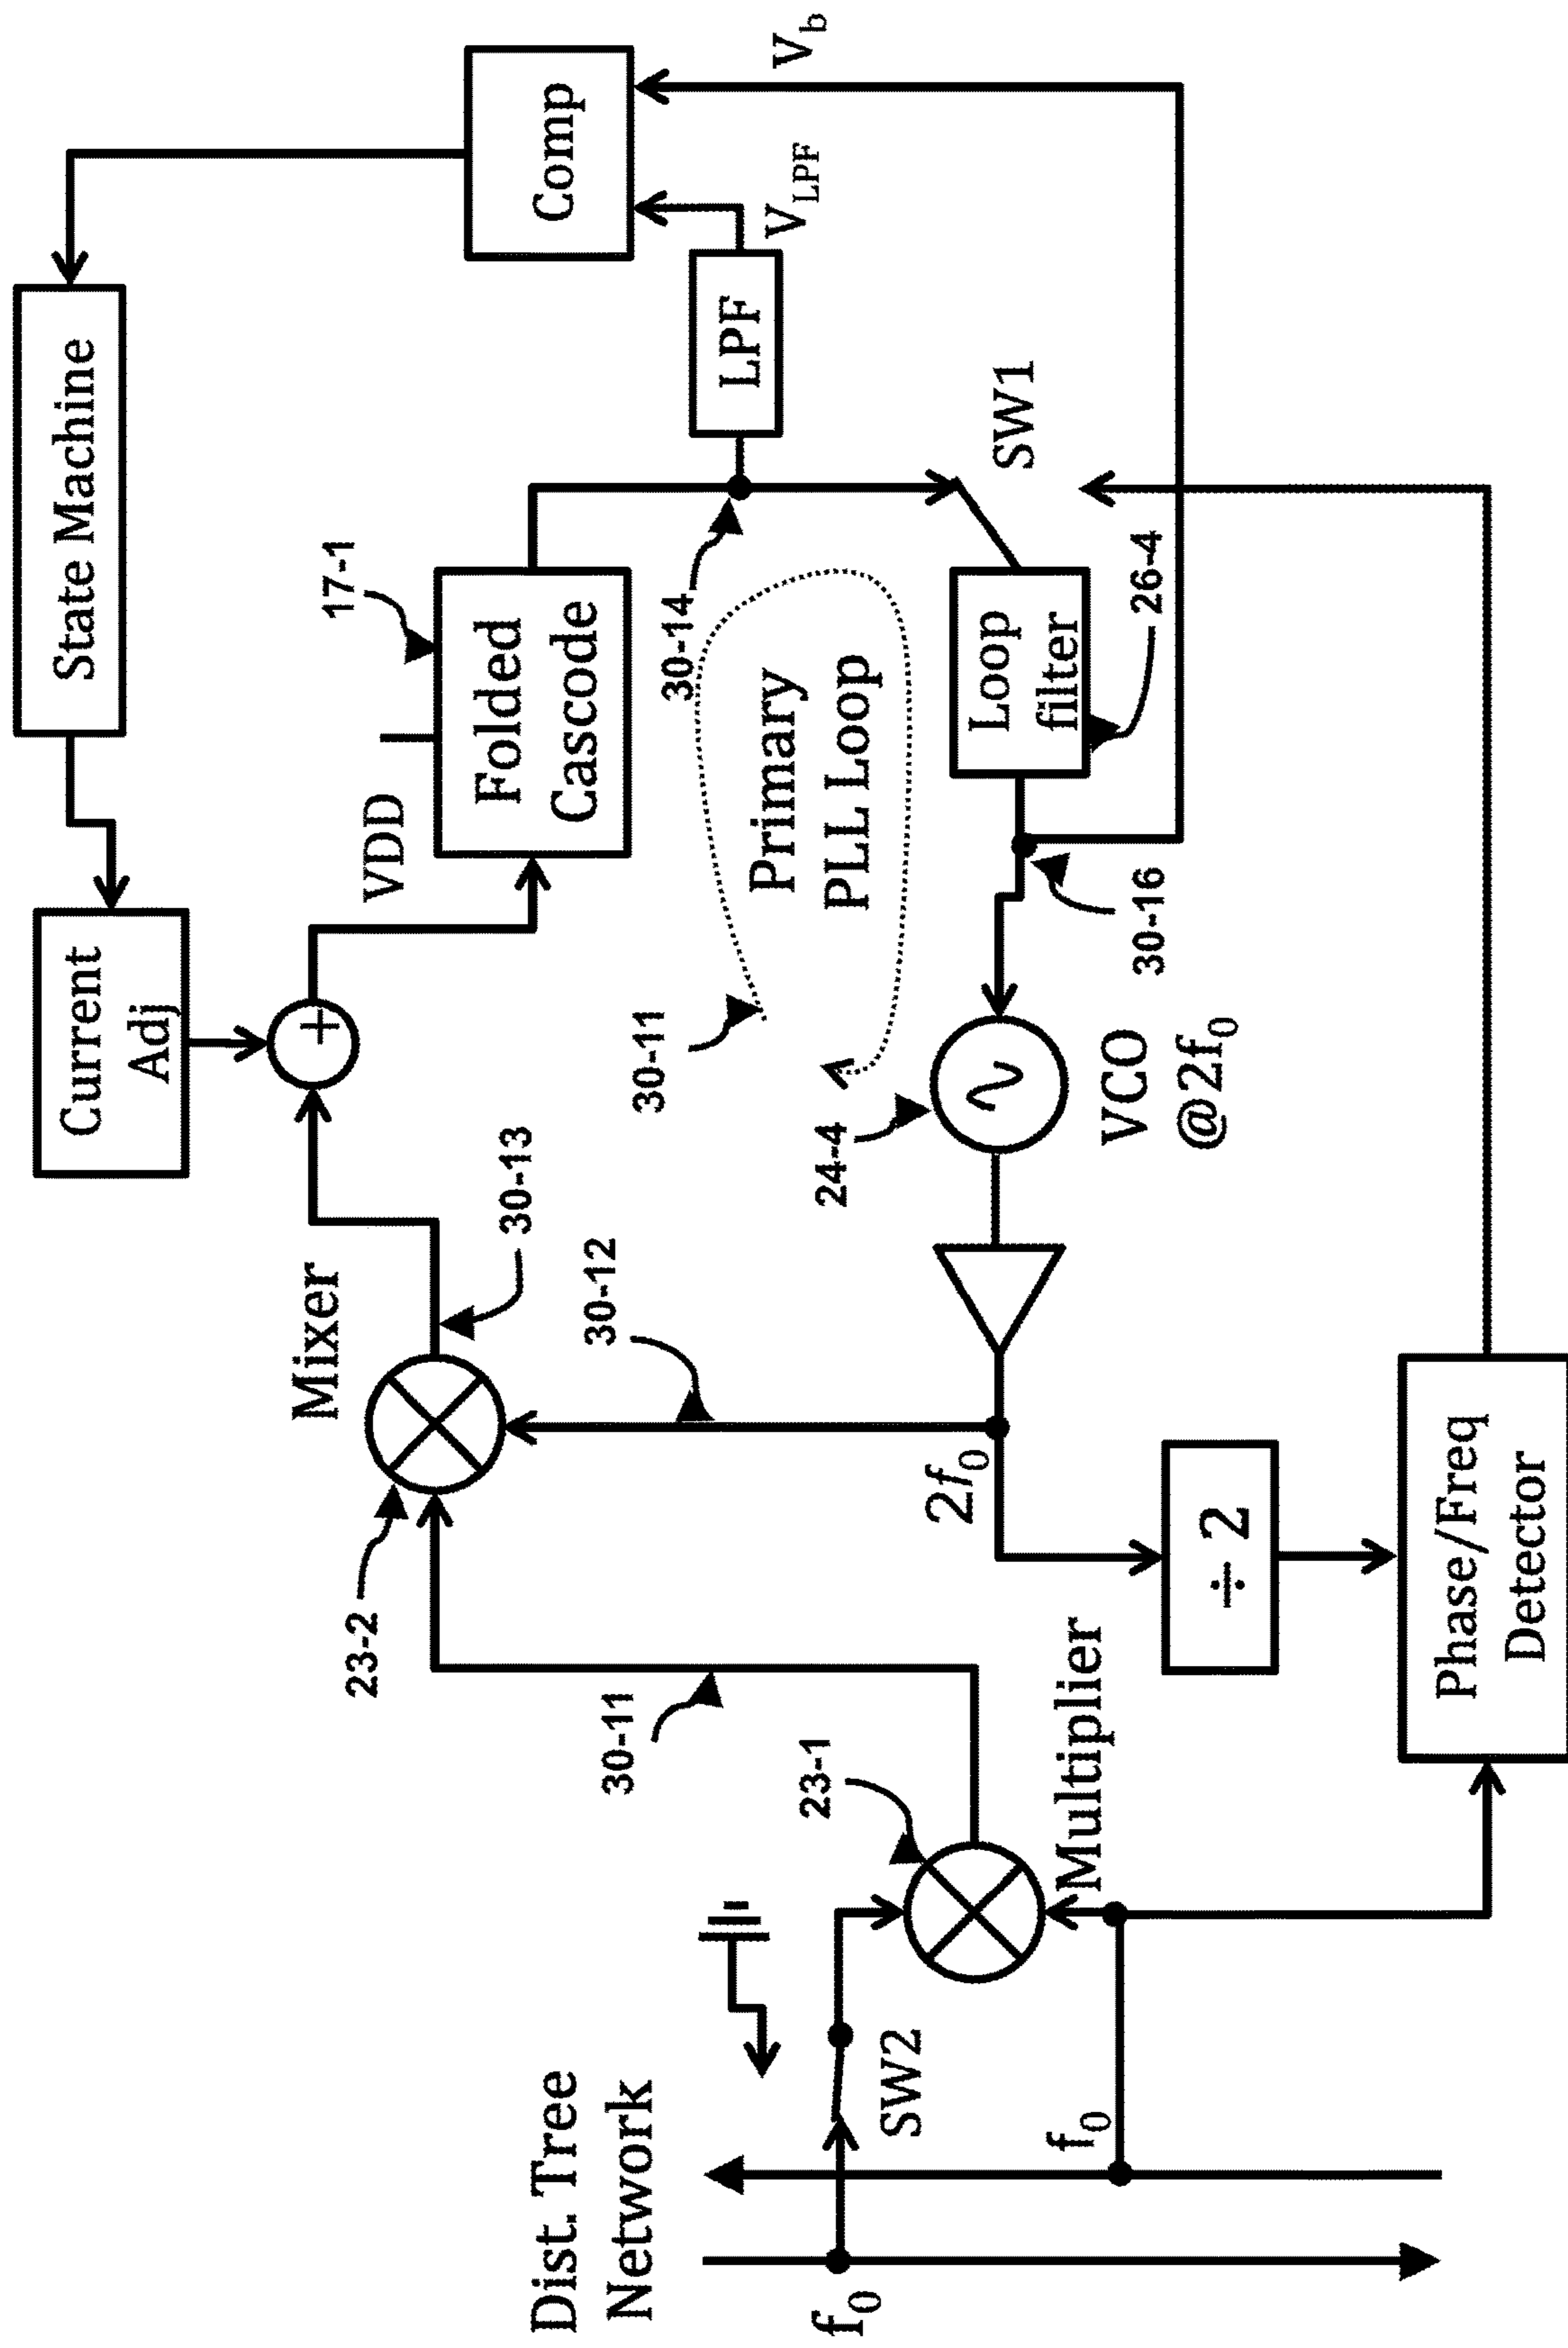 State Machine
Current
Adj
Comp
V_b
V_LPF
LPF
VDD
17-1
Folded
Cascode
30-14
SW1
Primary
PLL Loop
30-11
Loop
filter
26-4
30-16
24-4
VCO
@2f_0
Mixer
30-13
30-12
23-2
2f_0
30-11
23-1
Multiplier
÷ 2
Phase/Freq
Detector
Dist. Tree
Network
SW2
f_0
f_0
+